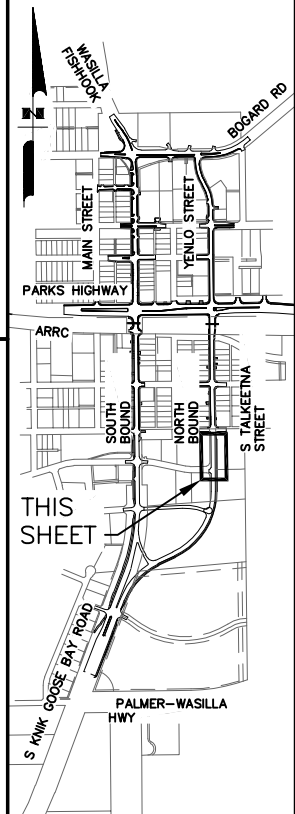 N
WASILLA
FISHHOOK
BOGARD RD
MAIN STREET
YENLO STREET
PARKS HIGHWAY
ARRC
SOUTH
BOUND
NORTH
BOUND
S TALKEETNA
STREET
THIS
SHEET
S KNIK GOOSE BAY ROAD
PALMER-WASILLA
HWY